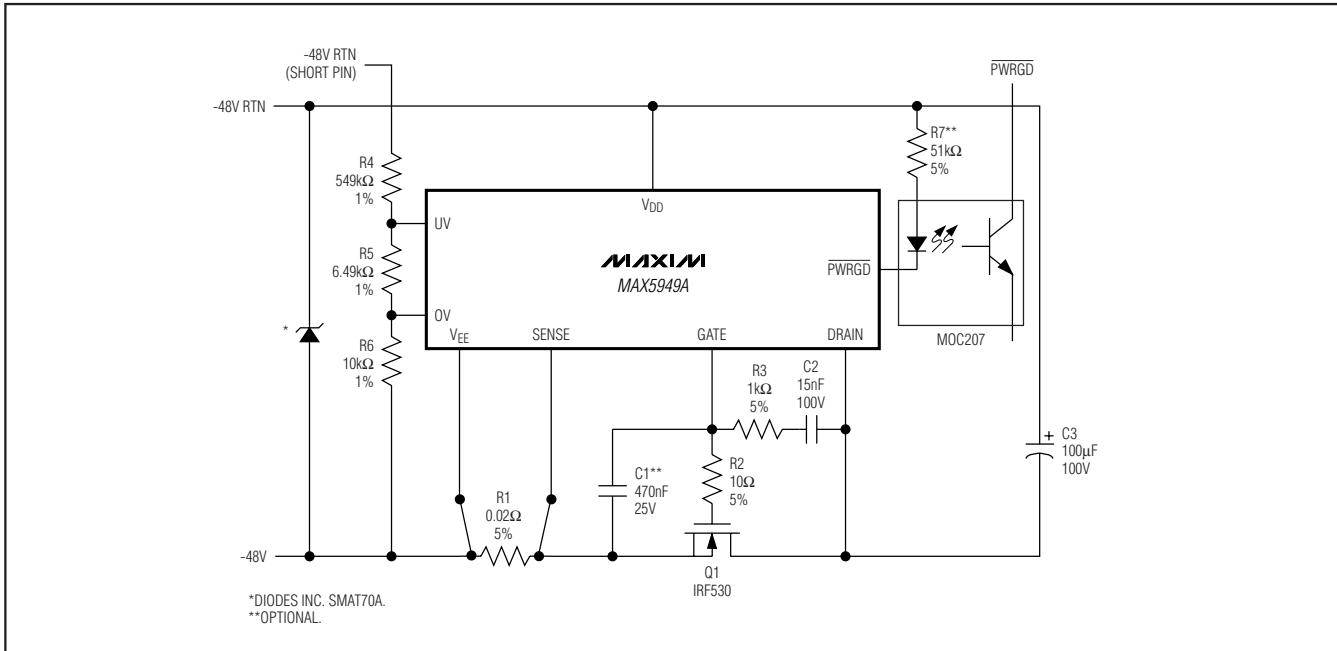 -48V RTN
(SHORT PIN)
PWRGD
-48V RTN
R7**
51kΩ
5%
R4
549kΩ
1%
VDD
UV
R5
6.49kΩ
1%
MAXIM
MAX5949A
PWRGD
OV
*
R6
10kΩ
1%
VEE
SENSE
GATE
DRAIN
MOC207
R3
1kΩ
5%
C2
15nF
100V
+
C3
100µF
100V
C1**
470nF
25V
R2
10Ω
5%
R1
0.02Ω
5%
-48V
Q1
IRF530
*DIODES INC. SMAT70A.
**OPTIONAL.